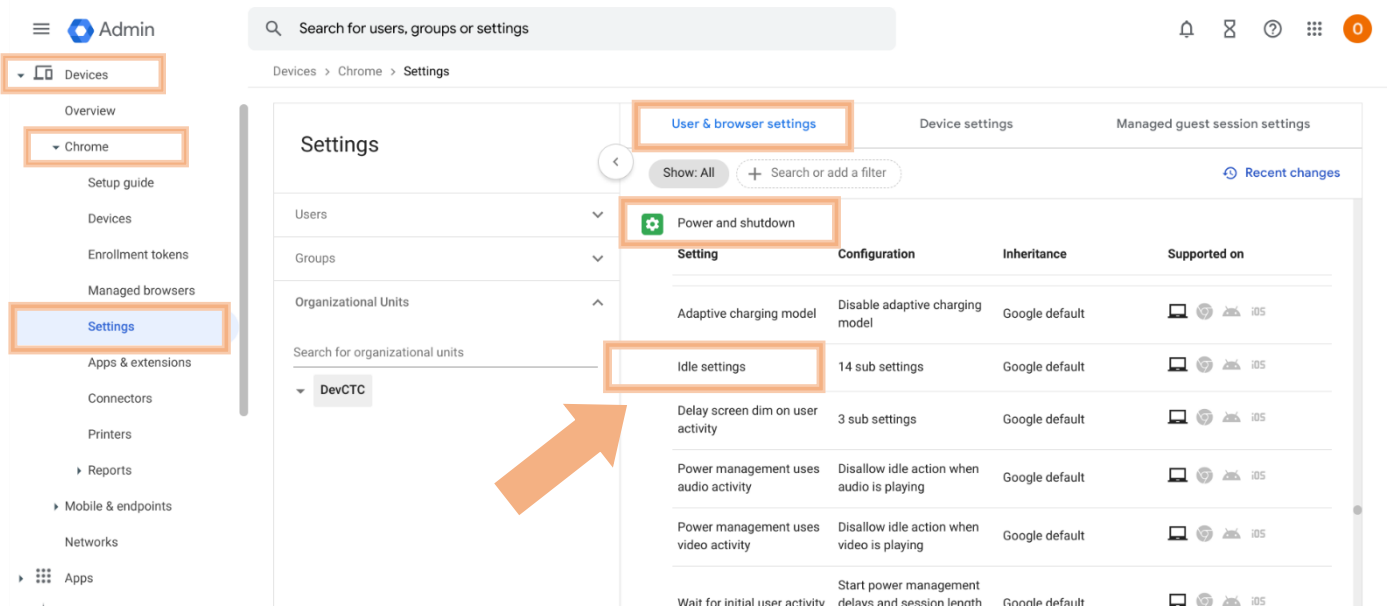 Admin
Search for users, groups or settings
O
Devices
Overview
Chrome
Setup guide
Devices
Enrollment tokens
Managed browsers
Settings
Apps & extensions
Connectors
Printers
Reports
Mobile & endpoints
Networks
Apps
Devices > Chrome > Settings
Settings
Users
Groups
Organizational Units
Search for organizational units
DevCTC
User & browser settings
Device settings
Managed guest session settings
Show: All
Search or add a filter
Recent changes
Power and shutdown
Setting Configuration Inheritance Supported on
Adaptive charging model
Disable adaptive charging
model
Google default
iOS
Idle settings
14 sub settings
Google default
iOS
Delay screen dim on user
activity
3 sub settings
Google default
iOS
Power management uses
audio activity
Disallow idle action when
audio is playing
Google default
iOS
Power management uses
video activity
Disallow idle action when
video is playing
Google default
iOS
Wait for initial user activity
Start power management
delays and session length
Google default
iOS